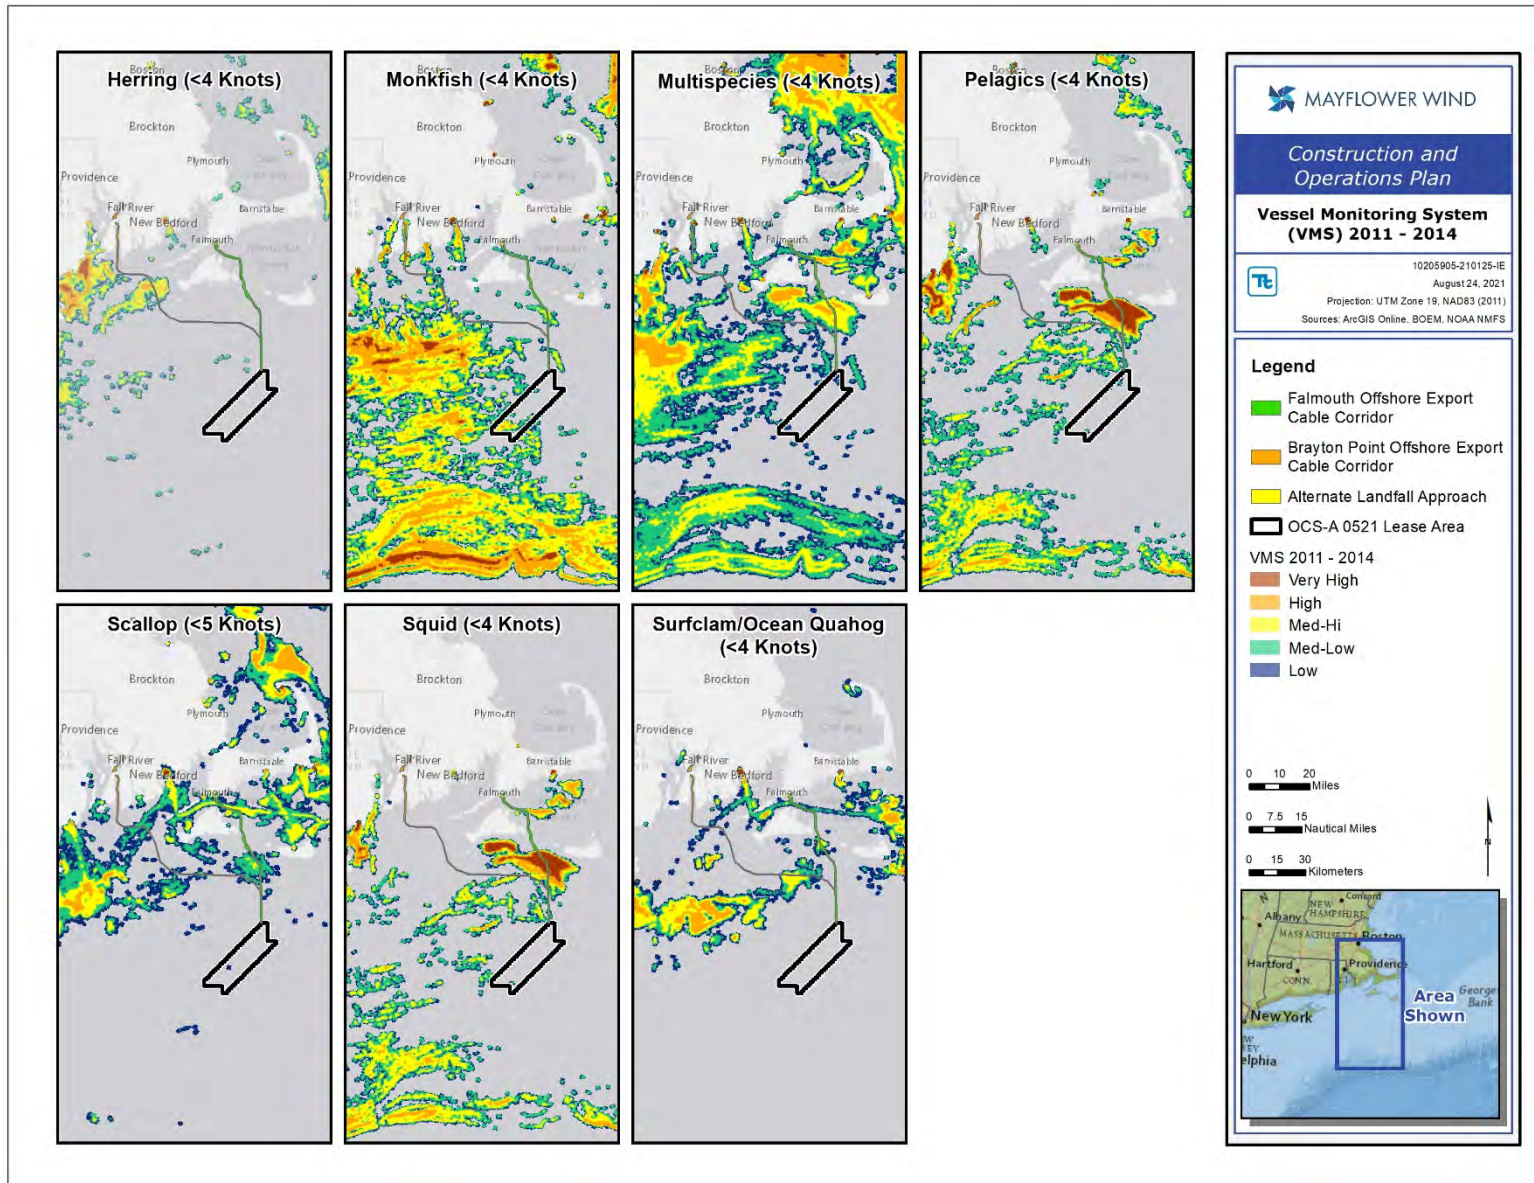 Herring (<4 Knots)
Brockton
Plymouth
Providence
Fall River
New Bedford
Barnstable
Falmouth
Monkfish (<4 Knots)
Brockton
Plymouth
Providence
Fall River
New Bedford
Barnstable
Falmouth
Multispecies (<4 Knots)
Brockton
Plymouth
Providence
Fall River
New Bedford
Barnstable
Falmouth
Pelagics (<4 Knots)
Brockton
Plymouth
Providence
Fall River
New Bedford
Barnstable
Falmouth
Scallop (<5 Knots)
Brockton
Plymouth
Providence
Fall River
New Bedford
Barnstable
Falmouth
Squid (<4 Knots)
Brockton
Plymouth
Providence
Fall River
New Bedford
Barnstable
Falmouth
Surfclam/Ocean Quahog
(<4 Knots)
Brockton
Plymouth
Providence
Fall River
New Bedford
Barnstable
Falmouth
MAYFLOWER WIND
Construction and
Operations Plan
Vessel Monitoring System
(VMS) 2011 - 2014
Tt
10205905-210125-IE
August 24, 2021
Projection: UTM Zone 19, NAD83 (2011)
Sources: ArcGIS Online, BOEM, NOAA NMFS
Legend
Falmouth Offshore Export
Cable Corridor
Brayton Point Offshore Export
Cable Corridor
Alternate Landfall Approach
OCS-A 0521 Lease Area
VMS 2011 - 2014
Very High
High
Med-Hi
Med-Low
Low
0 10 20
Miles
0 7.5 15
Nautical Miles
0 15 30
Kilometers
N
NEW
HAMPSHIRE
Concord
Albany
MASSACHUSETTS
Boston
Hartford
Providence
CONN.
R.I.
Area
Shown
George
Bank
New York
elphia